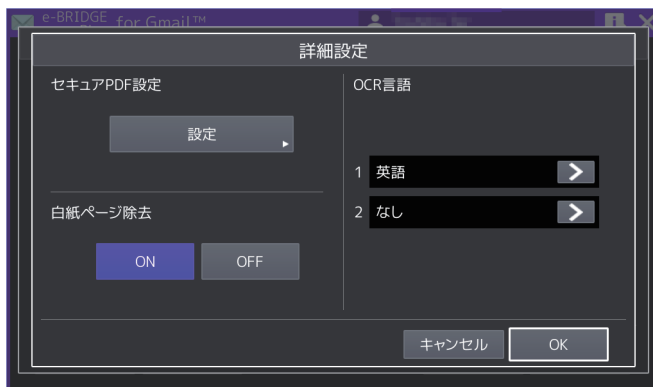 e-BRIDGE
for Gmail™
詳細設定
セキュアPDF設定
設定
白紙ページ除去
ON OFF
OCR言語
1 英語
2 なし
キャンセル OK